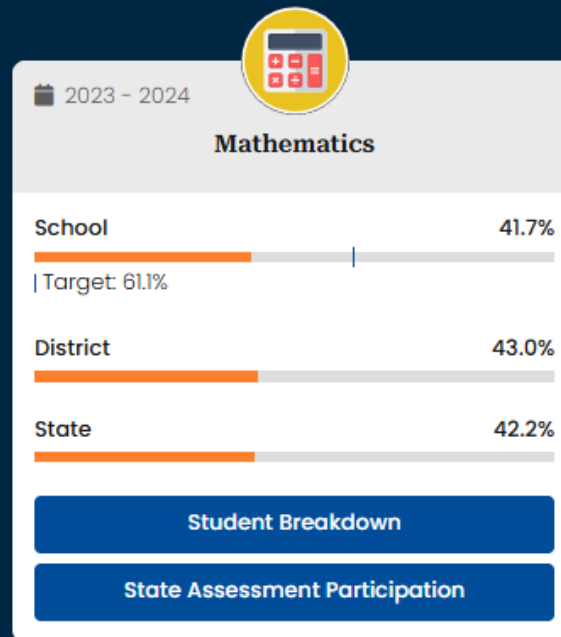 2023 - 2024
Mathematics
School 41.7%
Target: 61.1%
District 43.0%
State 42.2%
Student Breakdown
State Assessment Participation